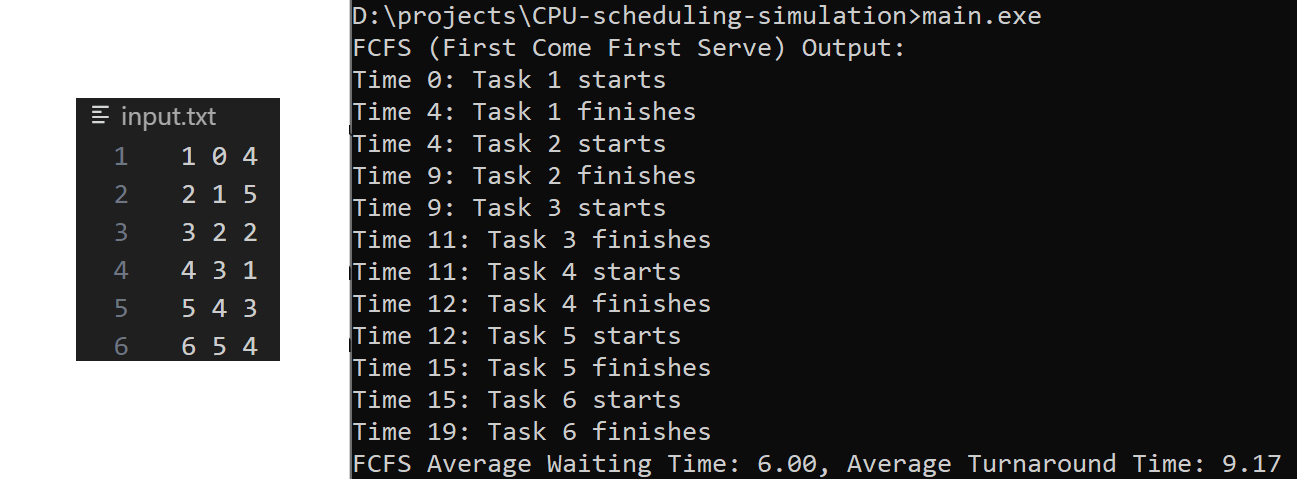 input.txt
1 1 0 4
2 2 1 5
3 3 2 2
4 4 3 1
5 5 4 3
6 6 5 4
D:\projects\CPU-scheduling-simulation>main.exe
FCFS (First Come First Serve) Output:
Time 0: Task 1 starts
Time 4: Task 1 finishes
Time 4: Task 2 starts
Time 9: Task 2 finishes
Time 9: Task 3 starts
Time 11: Task 3 finishes
Time 11: Task 4 starts
Time 12: Task 4 finishes
Time 12: Task 5 starts
Time 15: Task 5 finishes
Time 15: Task 6 starts
Time 19: Task 6 finishes
FCFS Average Waiting Time: 6.00, Average Turnaround Time: 9.17